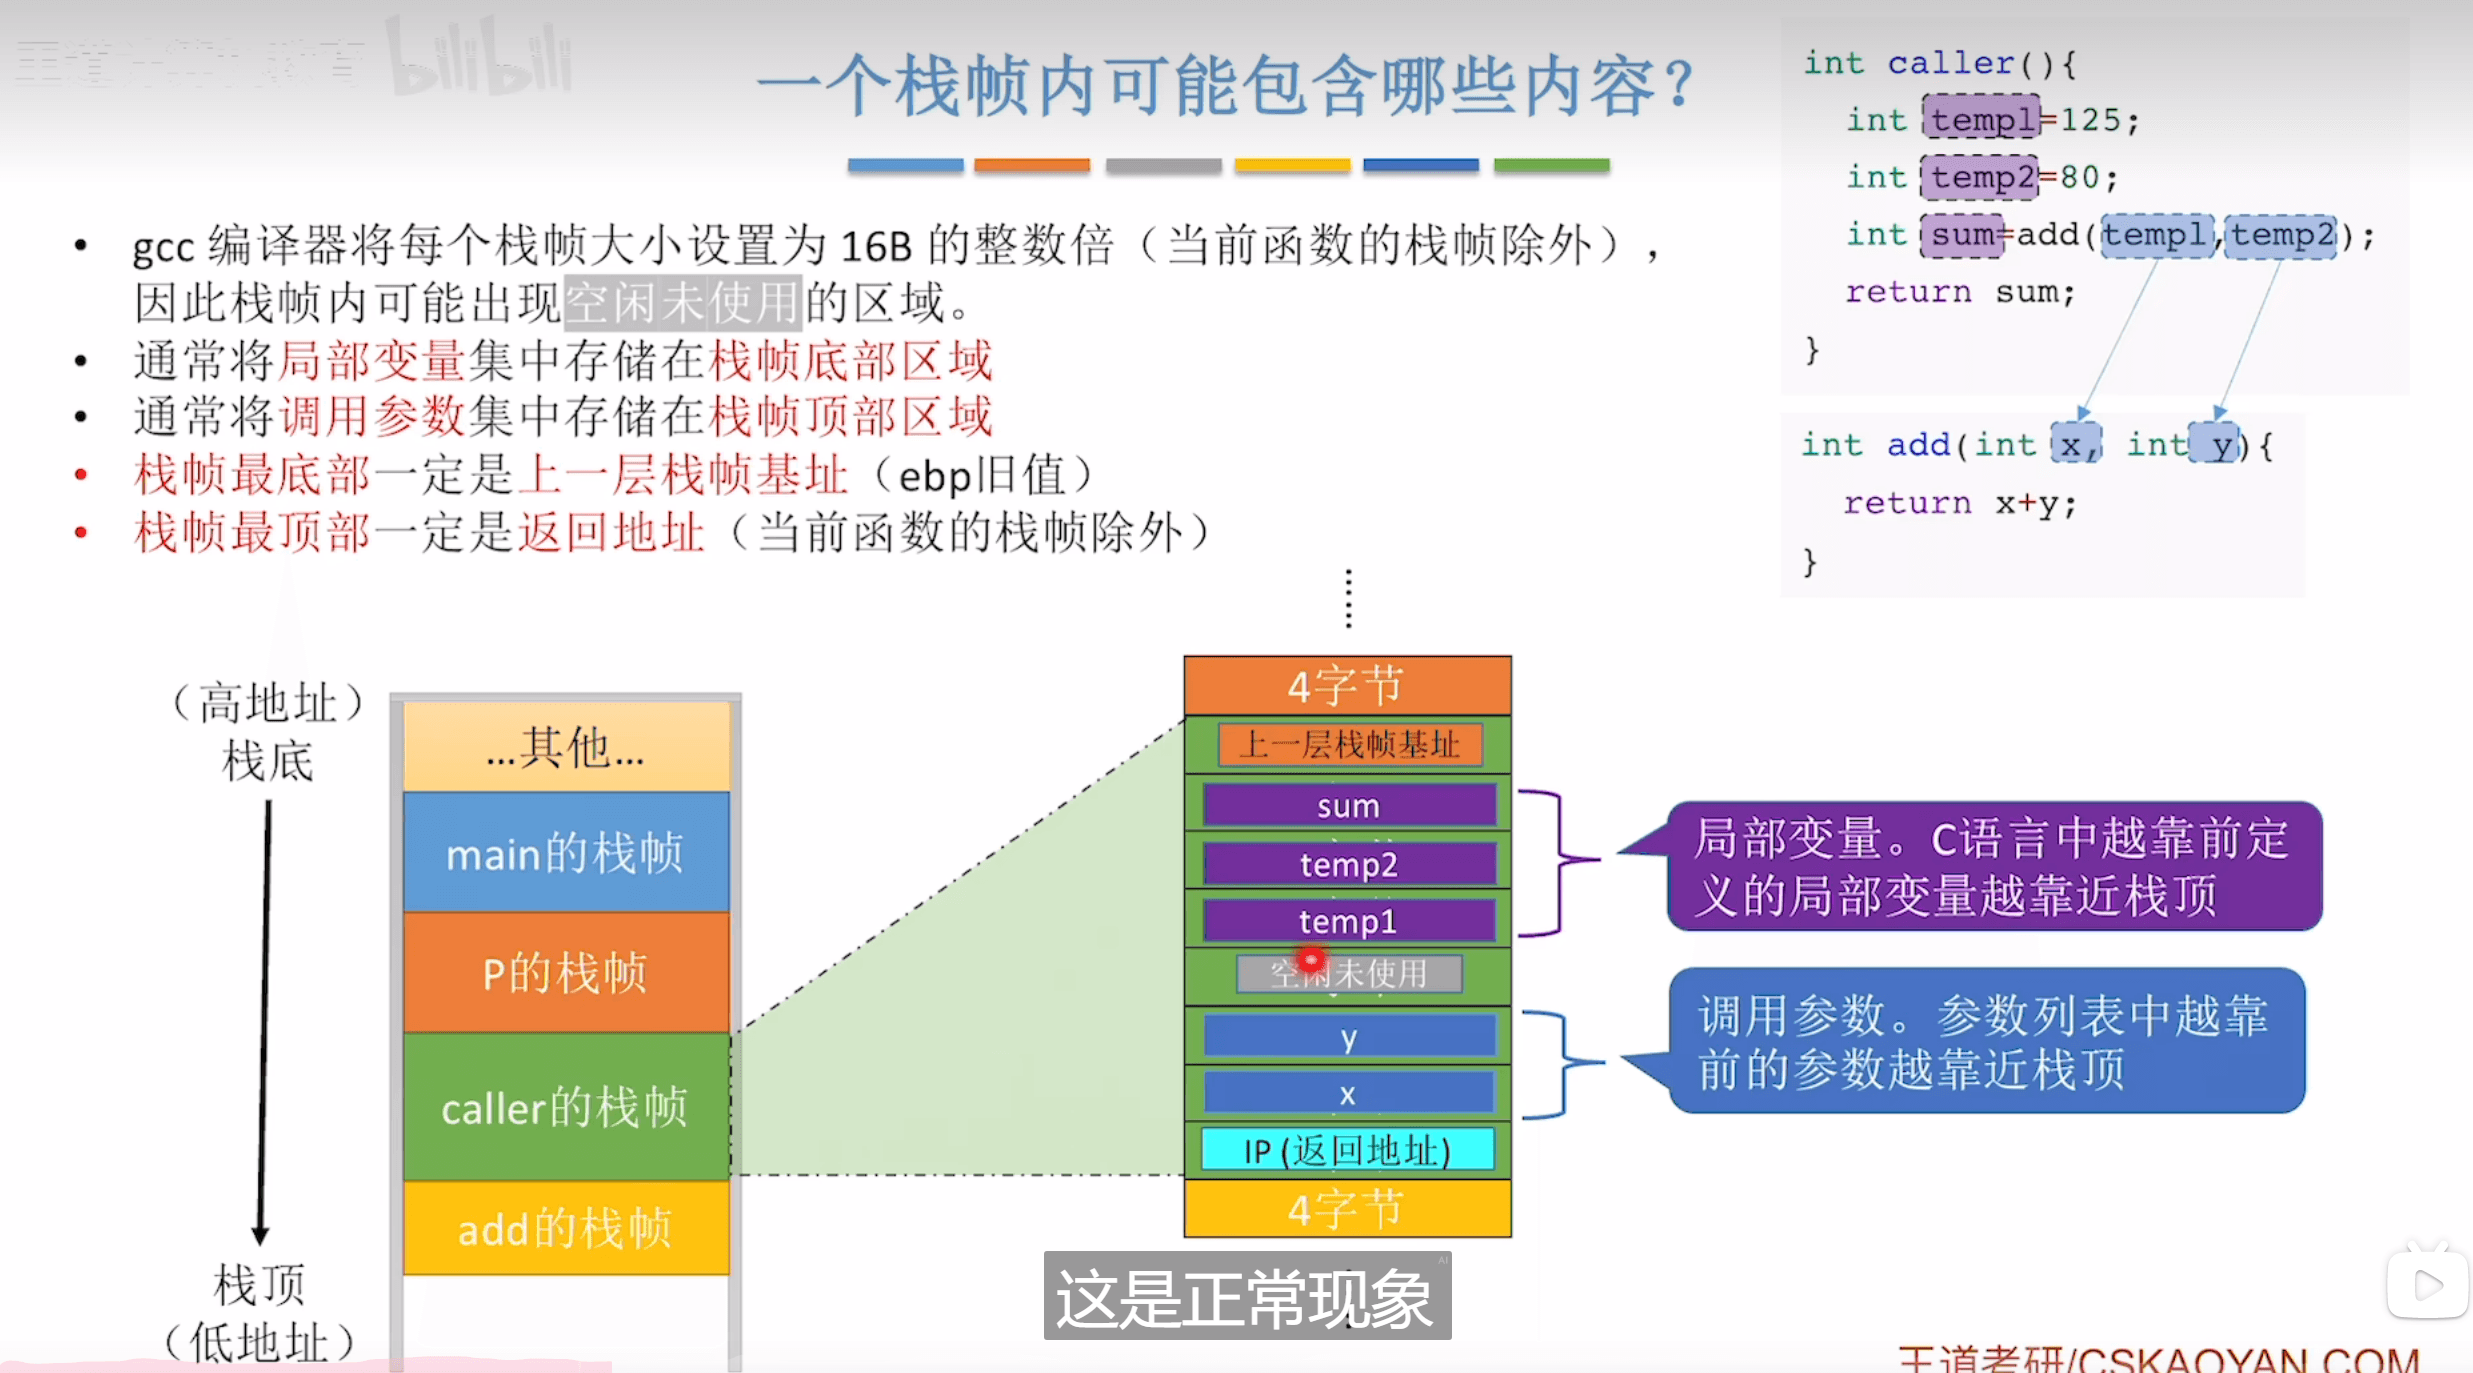 bilibili
一个栈帧内可能包含哪些内容？
• gcc 编译器将每个栈帧大小设置为 16B 的整数倍（当前函数的栈帧除外），
因此栈帧内可能出现空闲未使用的区域。
• 通常将局部变量集中存储在栈帧底部区域
• 通常将调用参数集中存储在栈帧顶部区域
• 栈帧最底部一定是上一层栈帧基址（ebp旧值）
• 栈帧最顶部一定是返回地址（当前函数的栈帧除外）
int caller(){
int temp1=125;
int temp2=80;
int sum=add(temp1,temp2);
return sum;
}
int add(int x, int y){
return x+y;
}
（高地址）
栈底
栈顶
（低地址）
...其他...
main的栈帧
P的栈帧
caller的栈帧
add的栈帧
4字节
上一层栈帧基址
sum
temp2
temp1
空闲未使用
y
x
IP (返回地址)
4字节
局部变量。C语言中越靠前定
义的局部变量越靠近栈顶
调用参数。参数列表中越靠
前的参数越靠近栈顶
AI
这是正常现象
王道考研/CSKAOYAN.COM